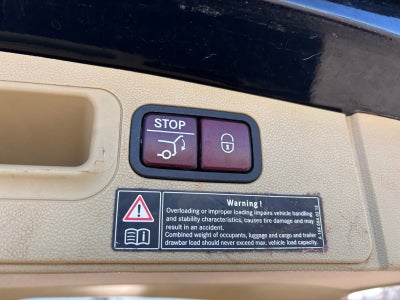 STOP
Warning!
Overloading or improper loading impairs vehicle handling
and stability characteristics, causes tire damage and may
result in an accident.
Combined weight of occupants, luggage and cargo and trailer
drawbar load should never exceed max. vehicle load capacity.